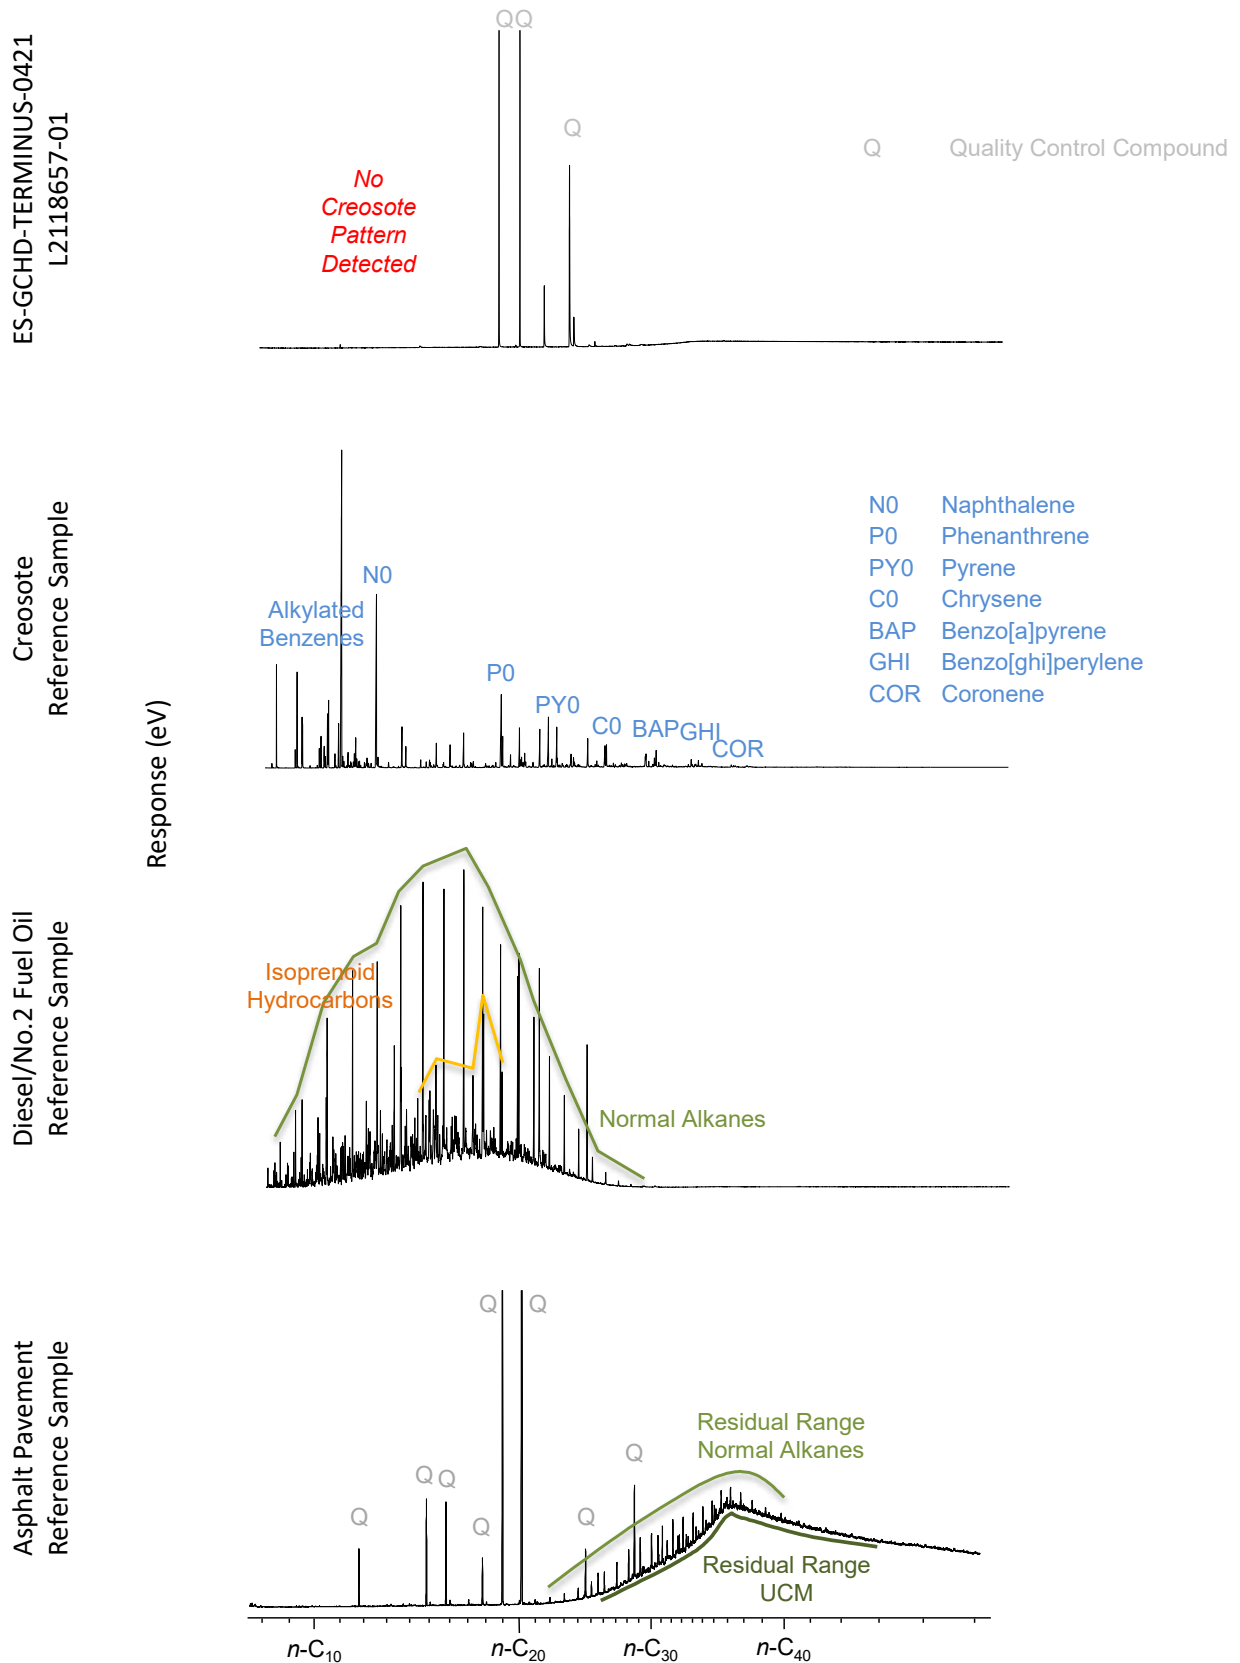 ES-GCHD-TERMINUS-0421
L2118657-01
Q Q
Q
No
Creosote
Pattern
Detected
Q Quality Control Compound
Creosote
Reference Sample
Alkylated
Benzenes
N0
P0
PY0
C0
BAP
GHI
COR
N0 Naphthalene
P0 Phenanthrene
PY0 Pyrene
C0 Chrysene
BAP Benzo[a]pyrene
GHI Benzo[ghi]perylene
COR Coronene
Response (eV)
Diesel/No.2 Fuel Oil
Reference Sample
Isoprenoid
Hydrocarbons
Normal Alkanes
Asphalt Pavement
Reference Sample
Q Q
Q Q Q Q Q Q
Residual Range
Normal Alkanes
Residual Range
UCM
n-C10 n-C20 n-C30 n-C40